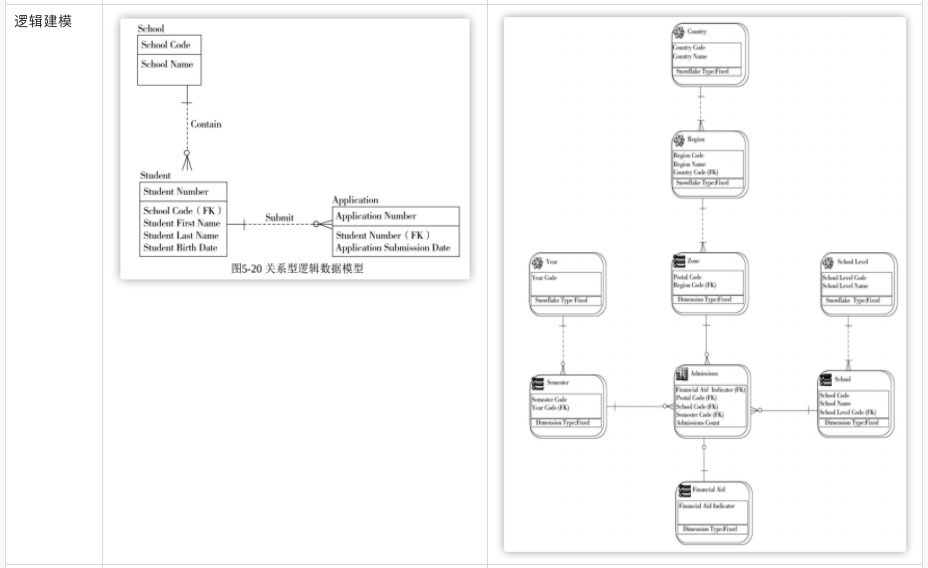 逻辑建模
School
School Code
School Name
Contain
Student
Student Number
School Code（FK）
Student First Name
Student Last Name
Student Birth Date
Submit
Application
Application Number
Student Number（FK）
Application Submission Date
图5-20 关系型逻辑数据模型
Country
Country Code
Country Name
Snowflake Type:Fixed
Region
Region Code
Region Name
Country Code (FK)
Snowflake Type:Fixed
Year
Year Code
Snowflake Type Fixed
Zone
Postal Code
Region Code (FK)
Dimension Type:Fixed
School Level
School Level Code
School Level Name
Snowflake Type:Fixed
Semester
Semester Code
Year Code (FK)
Dimension Type:Fixed
Admissions
Financial Aid Indicator (FK)
Postal Code (FK)
School Code (FK)
Semester Code (FK)
Admissions Count
School
School Code
School Name
School Level Code (FK)
Dimension Type:Fixed
Financial Aid
Financial Aid Indicator
Dimension Type:Fixed